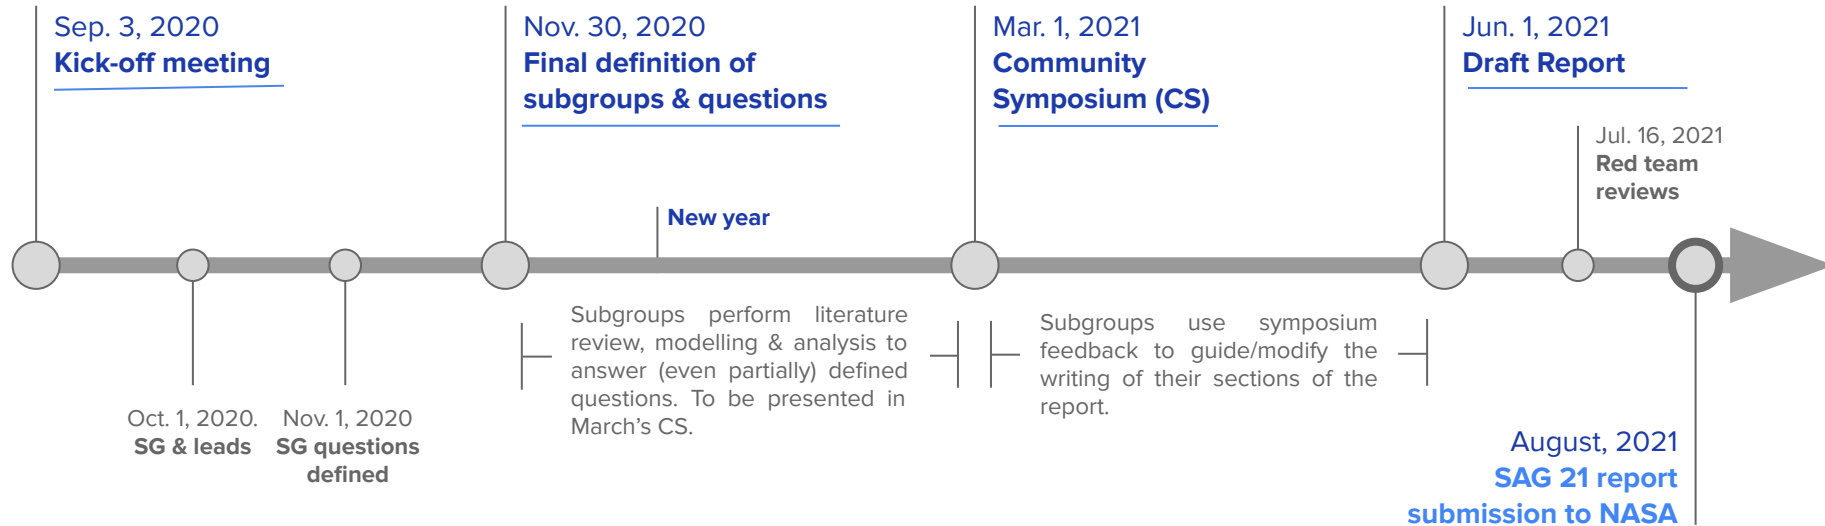 Sep. 3, 2020
Kick-off meeting
Nov. 30, 2020
Final definition of
subgroups & questions
Mar. 1, 2021
Community
Symposium (CS)
Jun. 1, 2021
Draft Report
Jul. 16, 2021
Red team
reviews
New year
Subgroups perform literature
review, modelling & analysis to
answer (even partially) defined
questions. To be presented in
March's CS.
Subgroups use symposium
feedback to guide/modify the
writing of their sections of the
report.
Oct. 1, 2020.
SG & leads
Nov. 1, 2020
SG questions
defined
August, 2021
SAG 21 report
submission to NASA